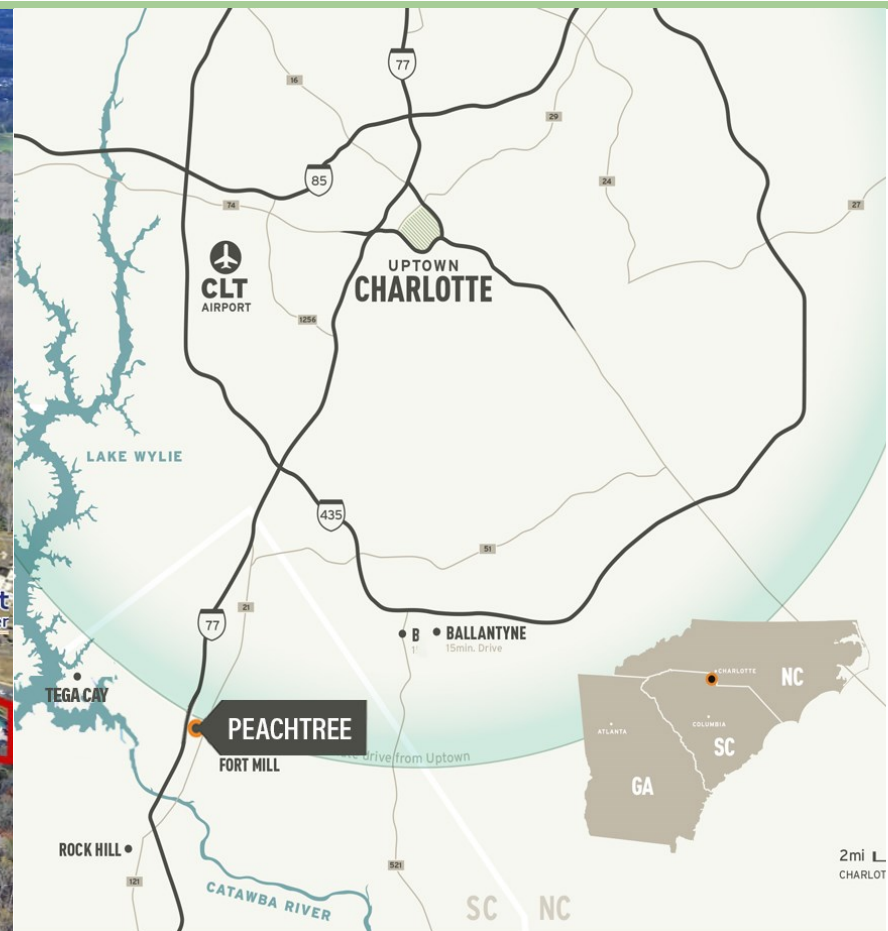 77
16
29
85
24
74
27
CLT
AIRPORT
UPTOWN
CHARLOTTE
1256
LAKE WYLIE
435
51
21
77
B
BALLANTYNE
15min. Drive
TEGA CAY
CHARLOTTE
NC
PEACHTREE
COLUMBIA
ATLANTA
SC
drive from Uptown
FORT MILL
GA
ROCK HILL
2mi
521
121
CATAWBA RIVER
SC NC